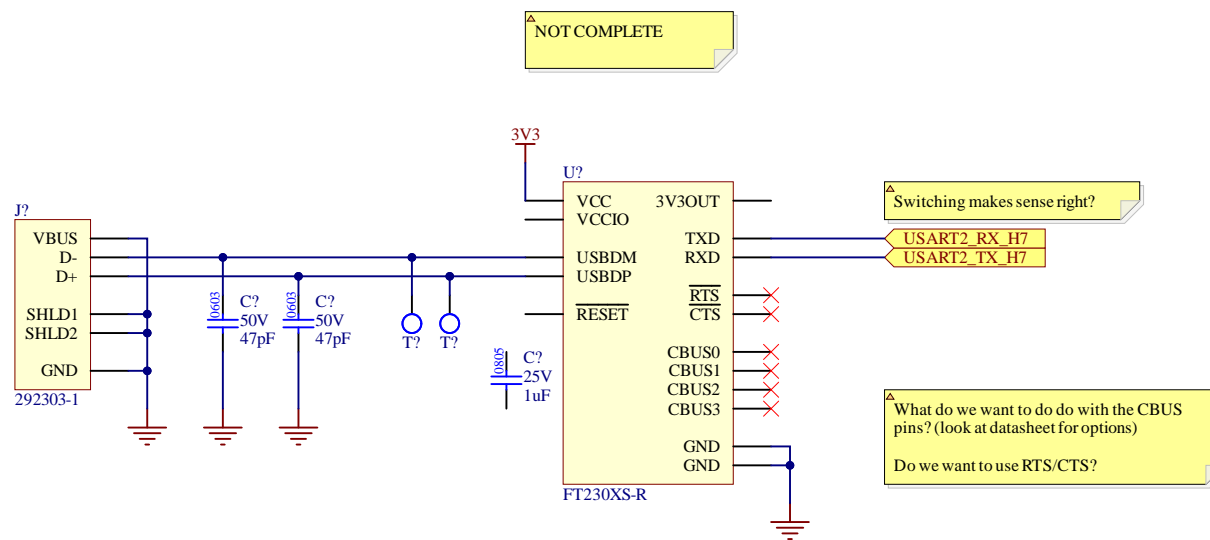 NOT COMPLETE
3V3
U?
VCC
VCCIO
USBDM
USBDP
RESET
3V3OUT
TXD
RXD
RTS
CTS
CBUS0
CBUS1
CBUS2
CBUS3
GND
GND
FT230XS-R
J?
VBUS
D-
D+
SHLD1
SHLD2
GND
292303-1
0603
C?
50V
47pF
0603
C?
50V
47pF
T?
T?
0805
C?
25V
1uF
Switching makes sense right?
USART2_RX_H7
USART2_TX_H7
What do we want to do do with the CBUS
pins? (look at datasheet for options)
Do we want to use RTS/CTS?